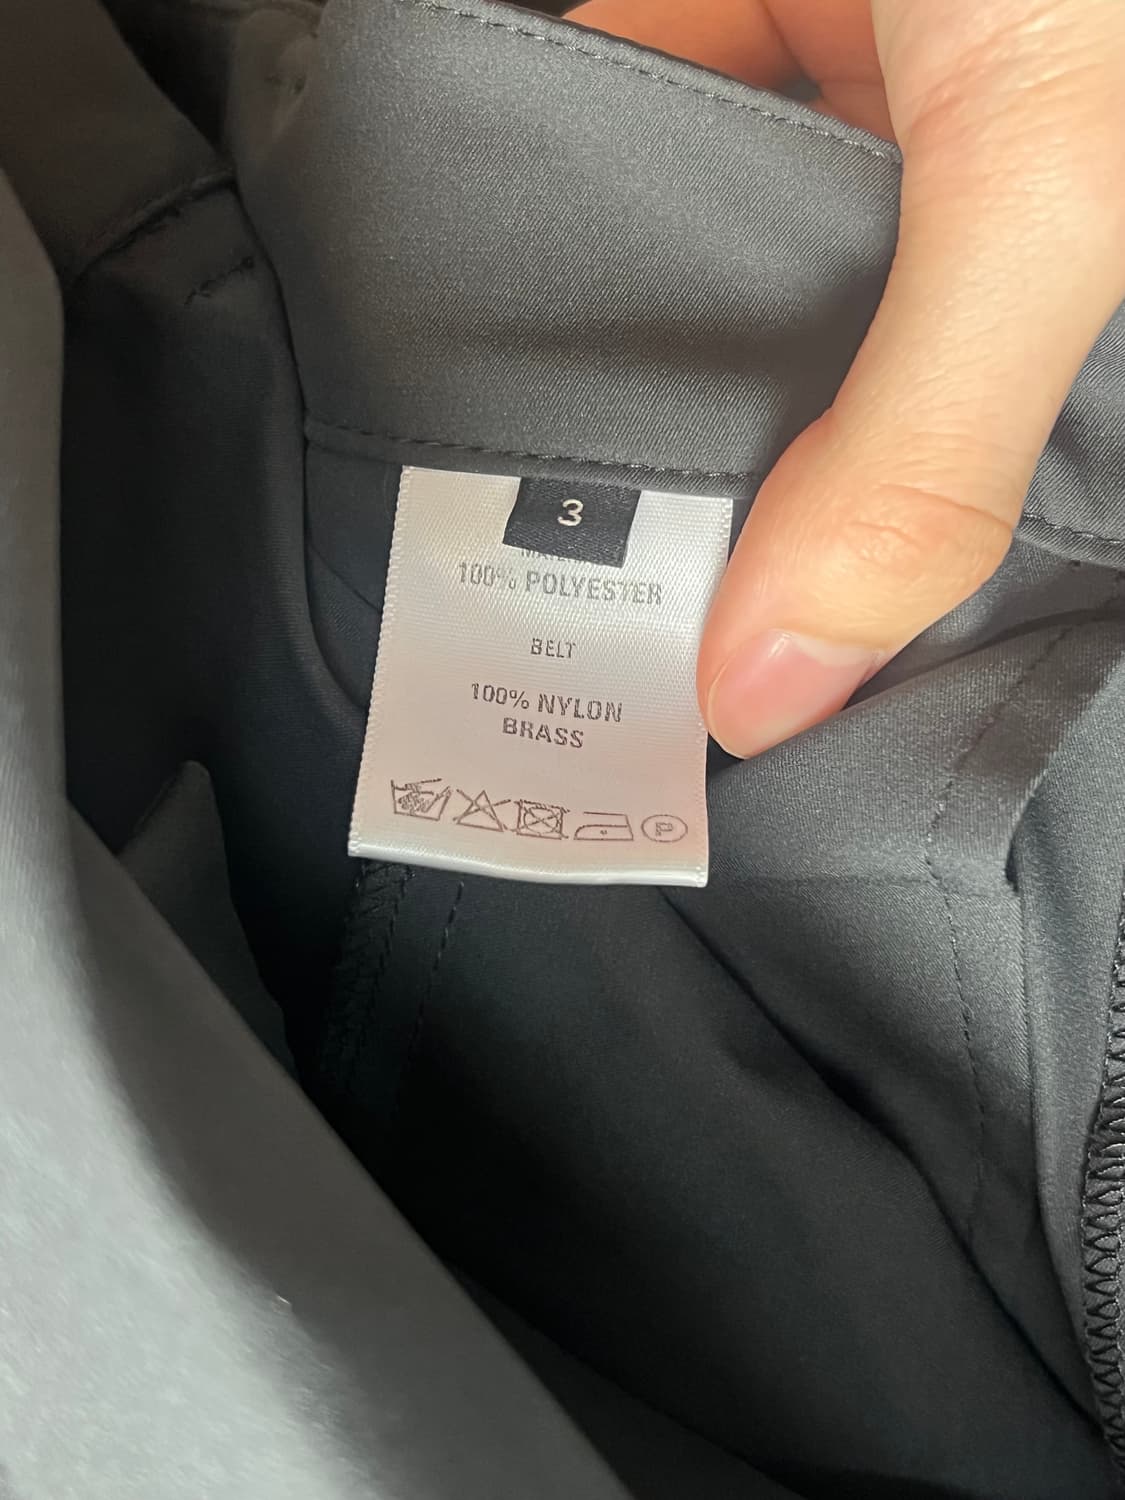 3
100% POLYESTER
BELT
100% NYLON
BRASS
P